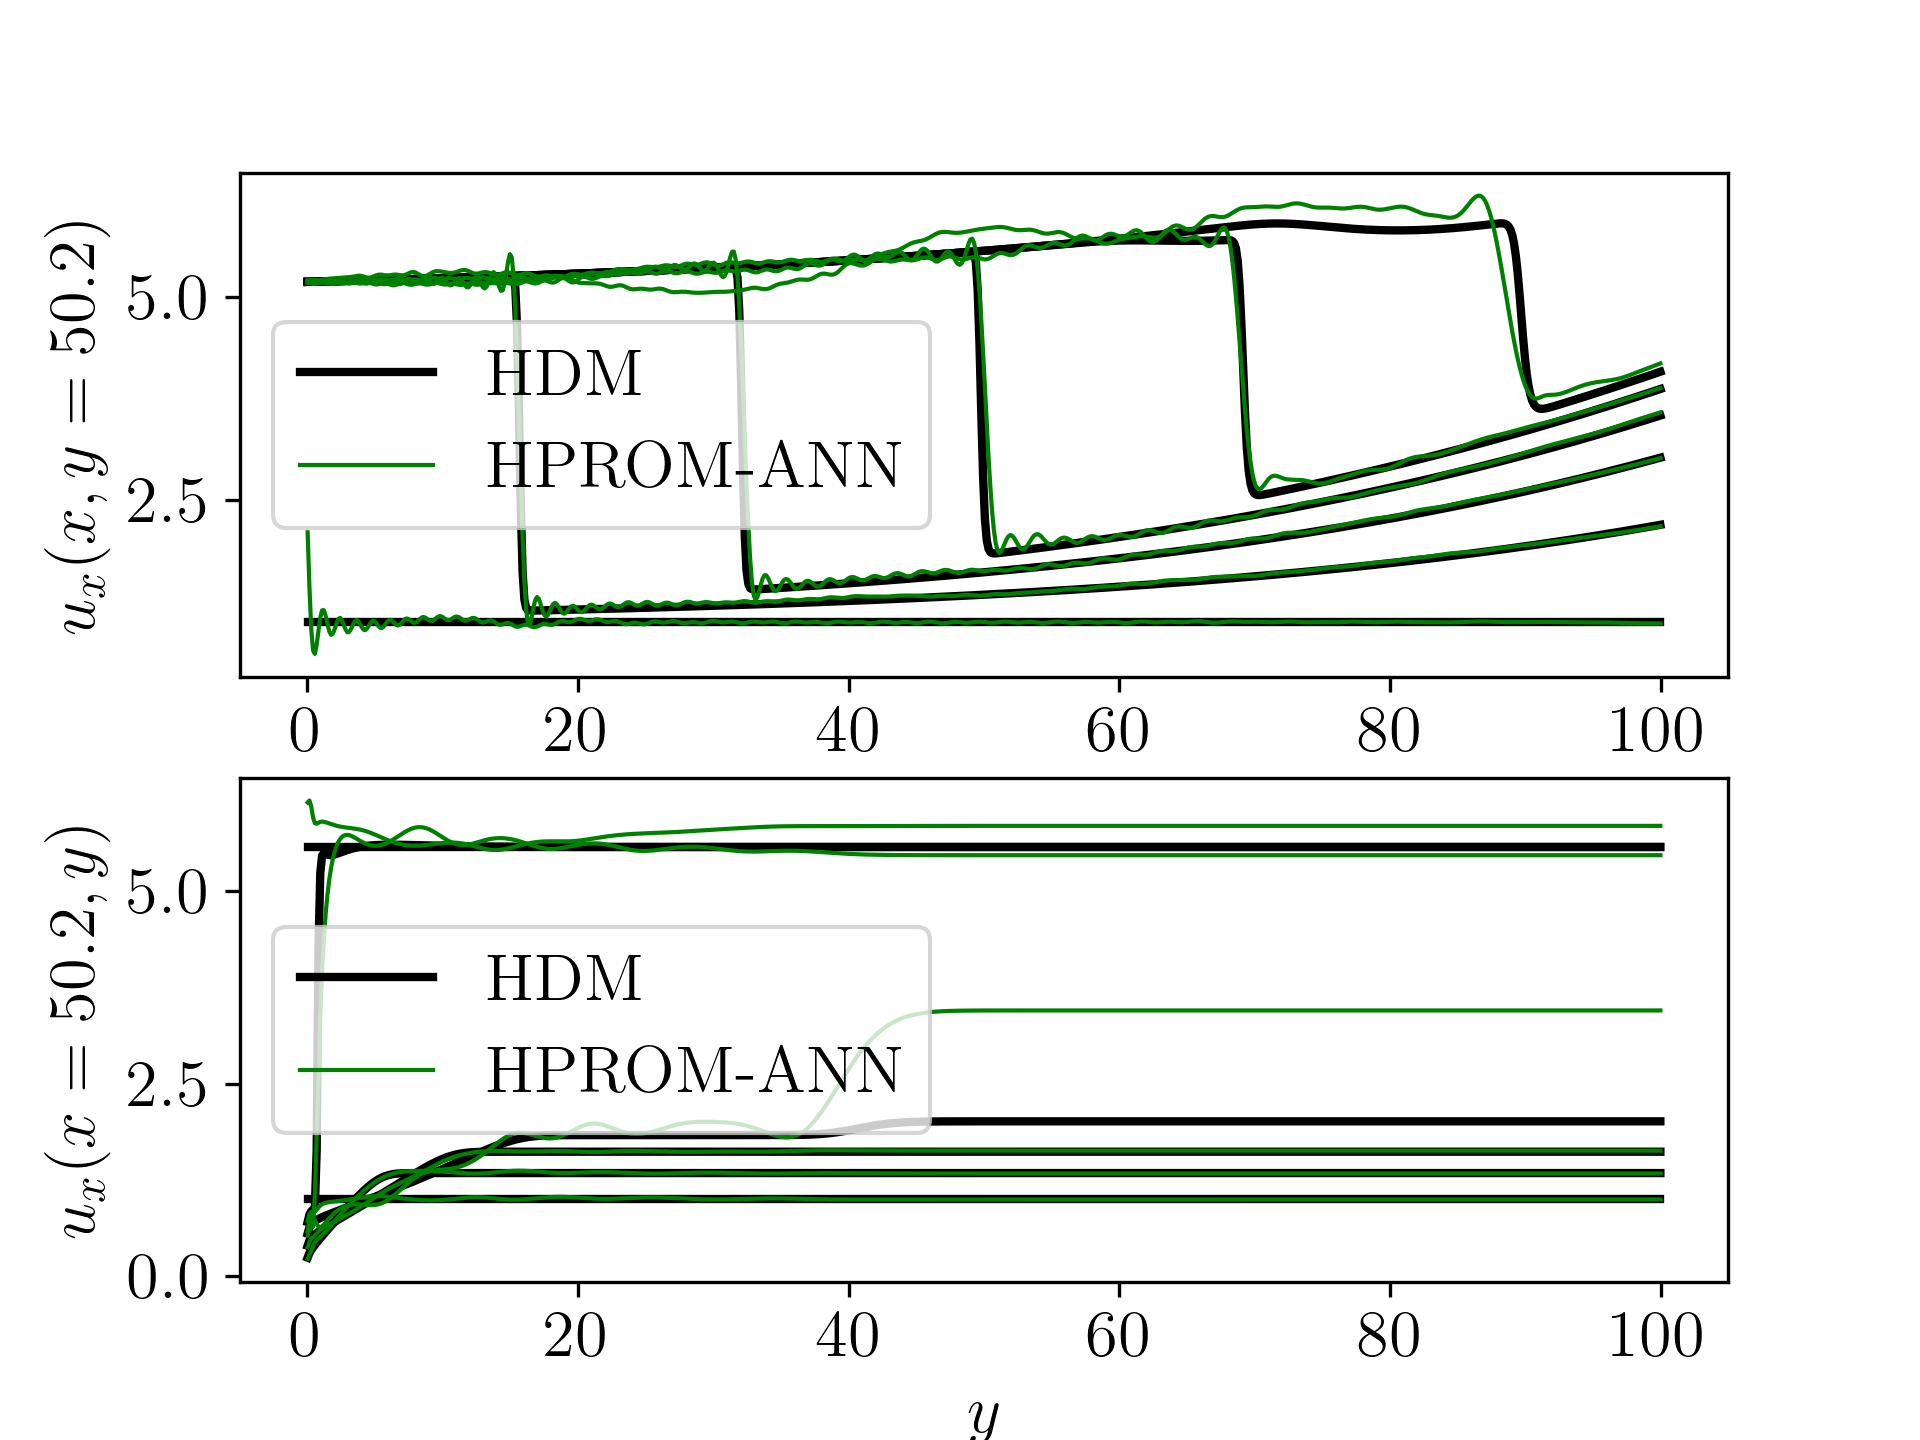 u_x(x, y = 50.2)
5.0
2.5
HDM
HPROM-ANN
0 20 40 60 80 100
u_x(x = 50.2, y)
5.0
2.5
0.0
HDM
HPROM-ANN
0 20 40 60 80 100
y